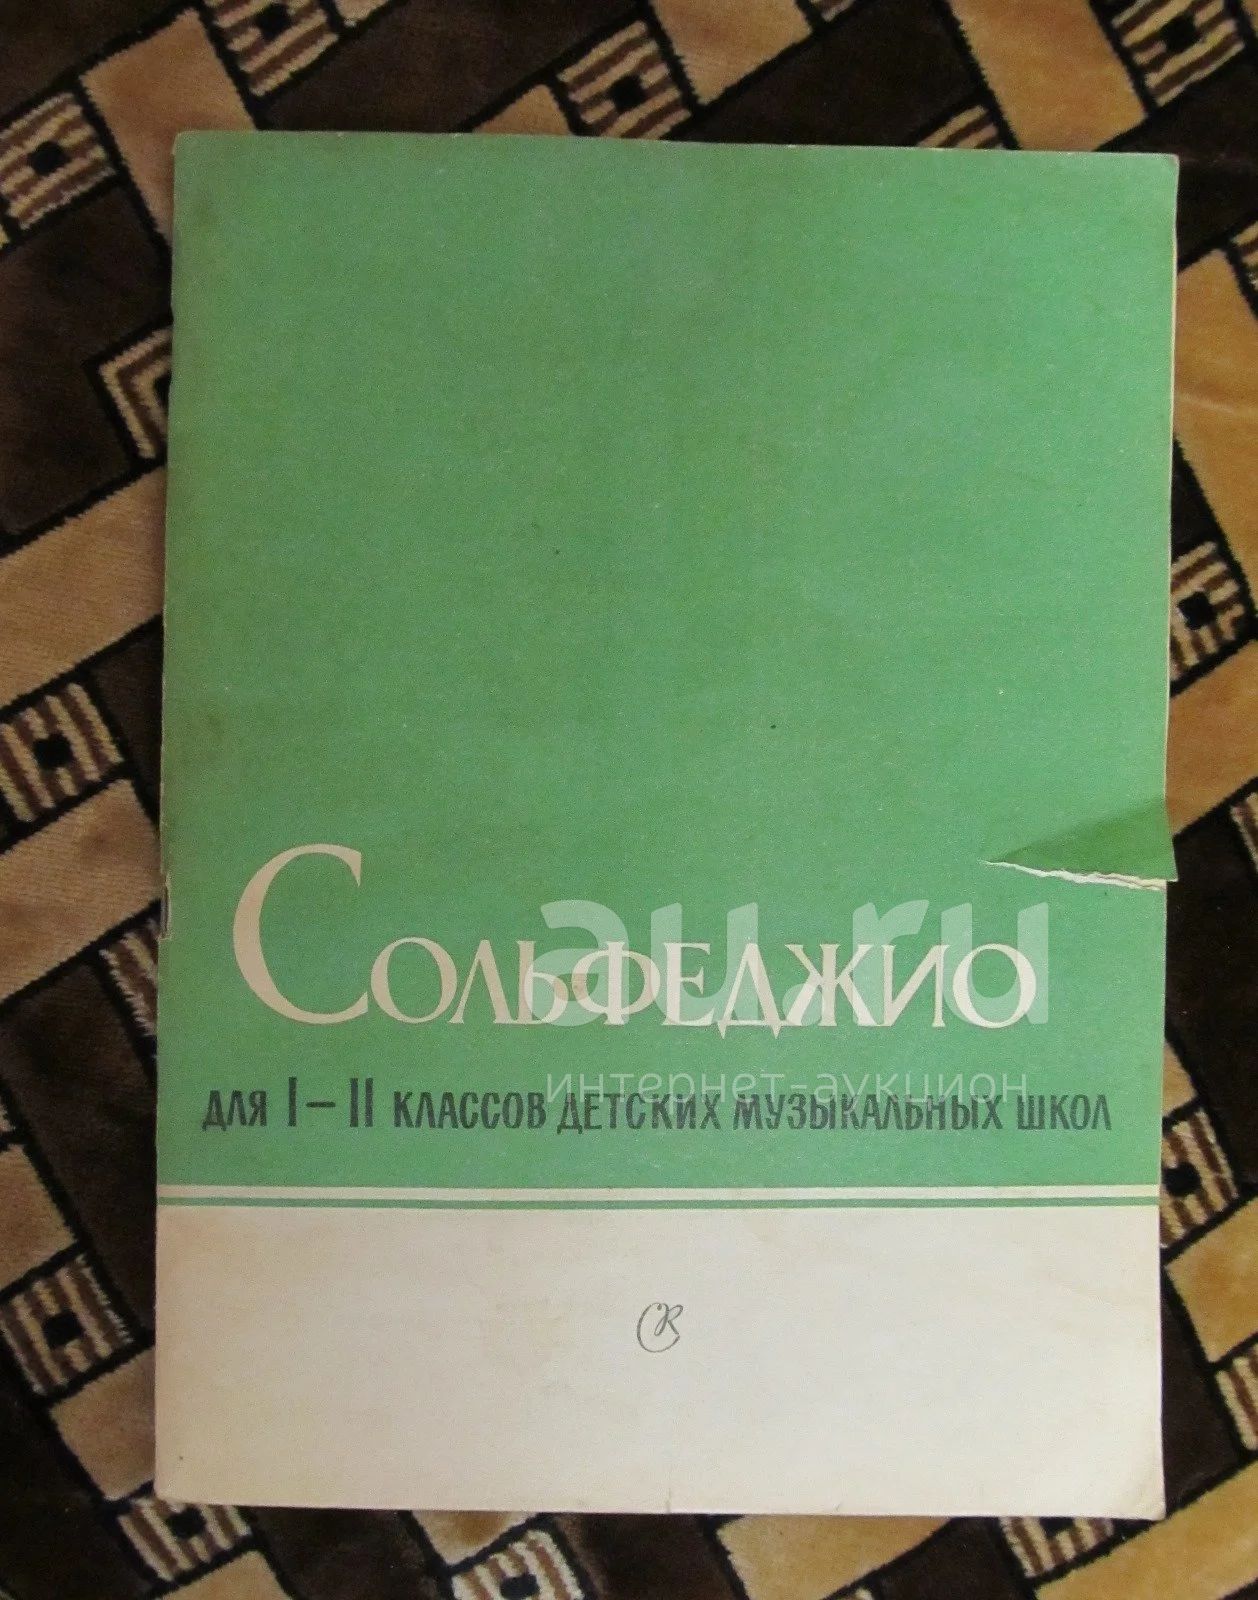 Сольфеджио
au.ru
интернет-аукцион
для I–II классов детских музыкальных школ